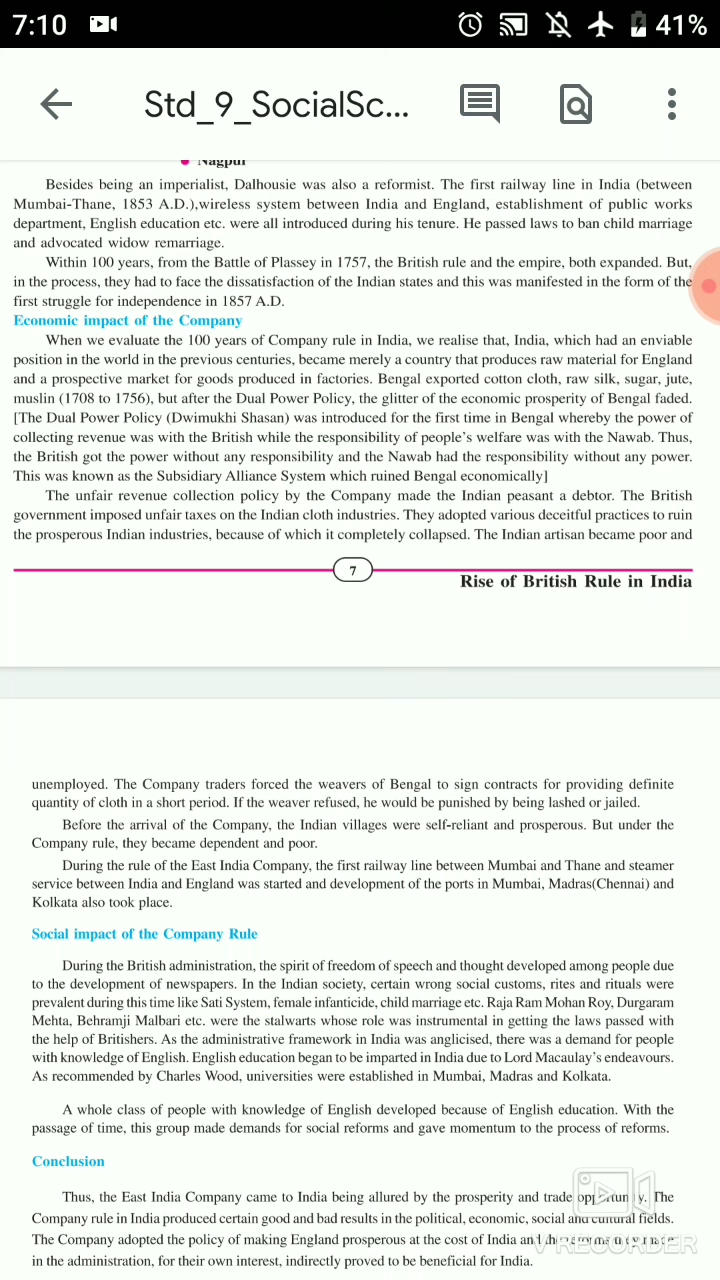 7:10 41%
Std_9_SocialSc...
Nagpur
Besides being an imperialist, Dalhousie was also a reformist. The first railway line in India (between
Mumbai-Thane, 1853 A.D.),wireless system between India and England, establishment of public works
department, English education etc. were all introduced during his tenure. He passed laws to ban child marriage
and advocated widow remarriage.
Within 100 years, from the Battle of Plassey in 1757, the British rule and the empire, both expanded. But,
in the process, they had to face the dissatisfaction of the Indian states and this was manifested in the form of the
first struggle for independence in 1857 A.D.
Economic impact of the Company
When we evaluate the 100 years of Company rule in India, we realise that, India, which had an enviable
position in the world in the previous centuries, became merely a country that produces raw material for England
and a prospective market for goods produced in factories. Bengal exported cotton cloth, raw silk, sugar, jute,
muslin (1708 to 1756), but after the Dual Power Policy, the glitter of the economic prosperity of Bengal faded.
[The Dual Power Policy (Dwimukhi Shasan) was introduced for the first time in Bengal whereby the power of
collecting revenue was with the British while the responsibility of people's welfare was with the Nawab. Thus,
the British got the power without any responsibility and the Nawab had the responsibility without any power.
This was known as the Subsidiary Alliance System which ruined Bengal economically]
The unfair revenue collection policy by the Company made the Indian peasant a debtor. The British
government imposed unfair taxes on the Indian cloth industries. They adopted various deceitful practices to ruin
the prosperous Indian industries, because of which it completely collapsed. The Indian artisan became poor and
7
Rise of British Rule in India
unemployed. The Company traders forced the weavers of Bengal to sign contracts for providing definite
quantity of cloth in a short period. If the weaver refused, he would be punished by being lashed or jailed.
Before the arrival of the Company, the Indian villages were self-reliant and prosperous. But under the
Company rule, they became dependent and poor.
During the rule of the East India Company, the first railway line between Mumbai and Thane and steamer
service between India and England was started and development of the ports in Mumbai, Madras(Chennai) and
Kolkata also took place.
Social impact of the Company Rule
During the British administration, the spirit of freedom of speech and thought developed among people due
to the development of newspapers. In the Indian society, certain wrong social customs, rites and rituals were
prevalent during this time like Sati System, female infanticide, child marriage etc. Raja Ram Mohan Roy, Durgaram
Mehta, Behramji Malbari etc. were the stalwarts whose role was instrumental in getting the laws passed with
the help of Britishers. As the administrative framework in India was anglicised, there was a demand for people
with knowledge of English. English education began to be imparted in India due to Lord Macaulay's endeavours.
As recommended by Charles Wood, universities were established in Mumbai, Madras and Kolkata.
A whole class of people with knowledge of English developed because of English education. With the
passage of time, this group made demands for social reforms and gave momentum to the process of reforms.
Conclusion
Thus, the East India Company came to India being allured by the prosperity and trade opportunity. The
Company rule in India produced certain good and bad results in the political, economic, social and cultural fields.
The Company adopted the policy of making England prosperous at the cost of India and
in the administration, for their own interest, indirectly proved to be beneficial for India.
V RECORDER